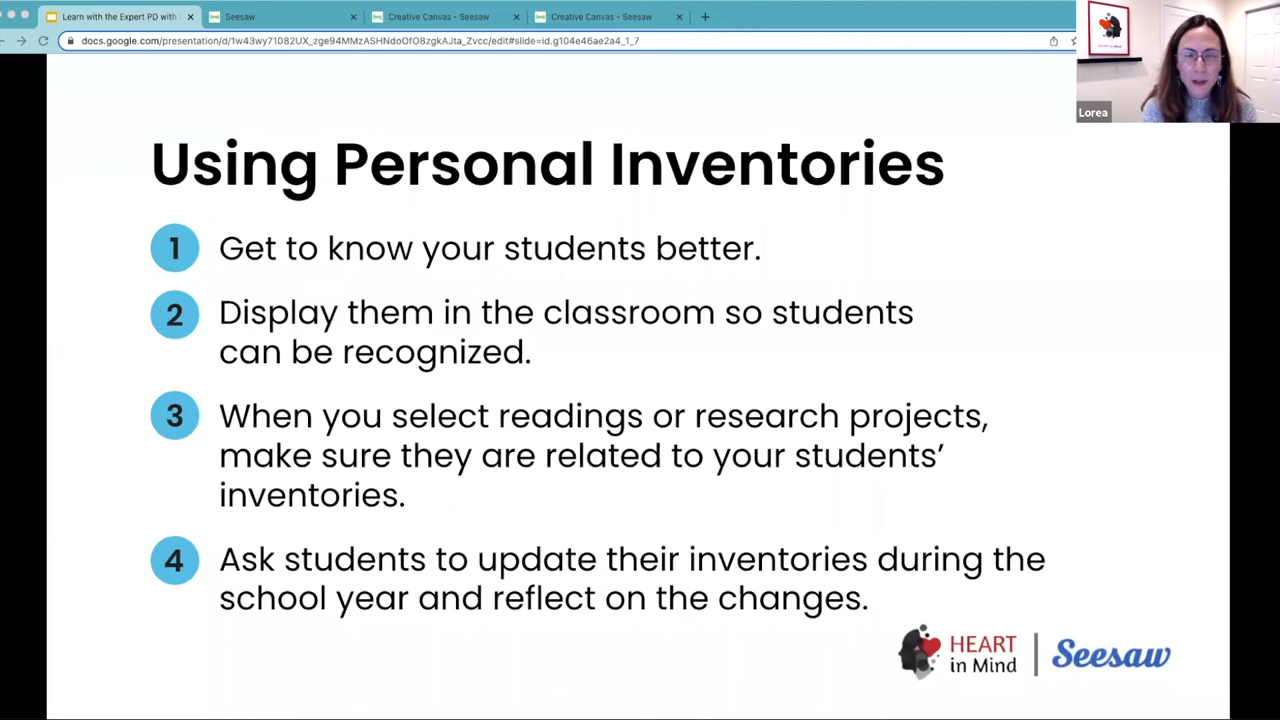 Learn with the Expert PD with
Seesaw
Creative Canvas - Seesaw
Creative Canvas - Seesaw
docs.google.com/presentation/d/1w43wy71082UX_zge94MMzASHNdoOfO8zgkAJta_Zvcc/edit#slide=id.g104e46ae2a4_1_7
HEART in Mind
Lorea
Using Personal Inventories
1 Get to know your students better.
2 Display them in the classroom so students
can be recognized.
3 When you select readings or research projects,
make sure they are related to your students’
inventories.
4 Ask students to update their inventories during the
school year and reflect on the changes.
HEART
in Mind
Seesaw